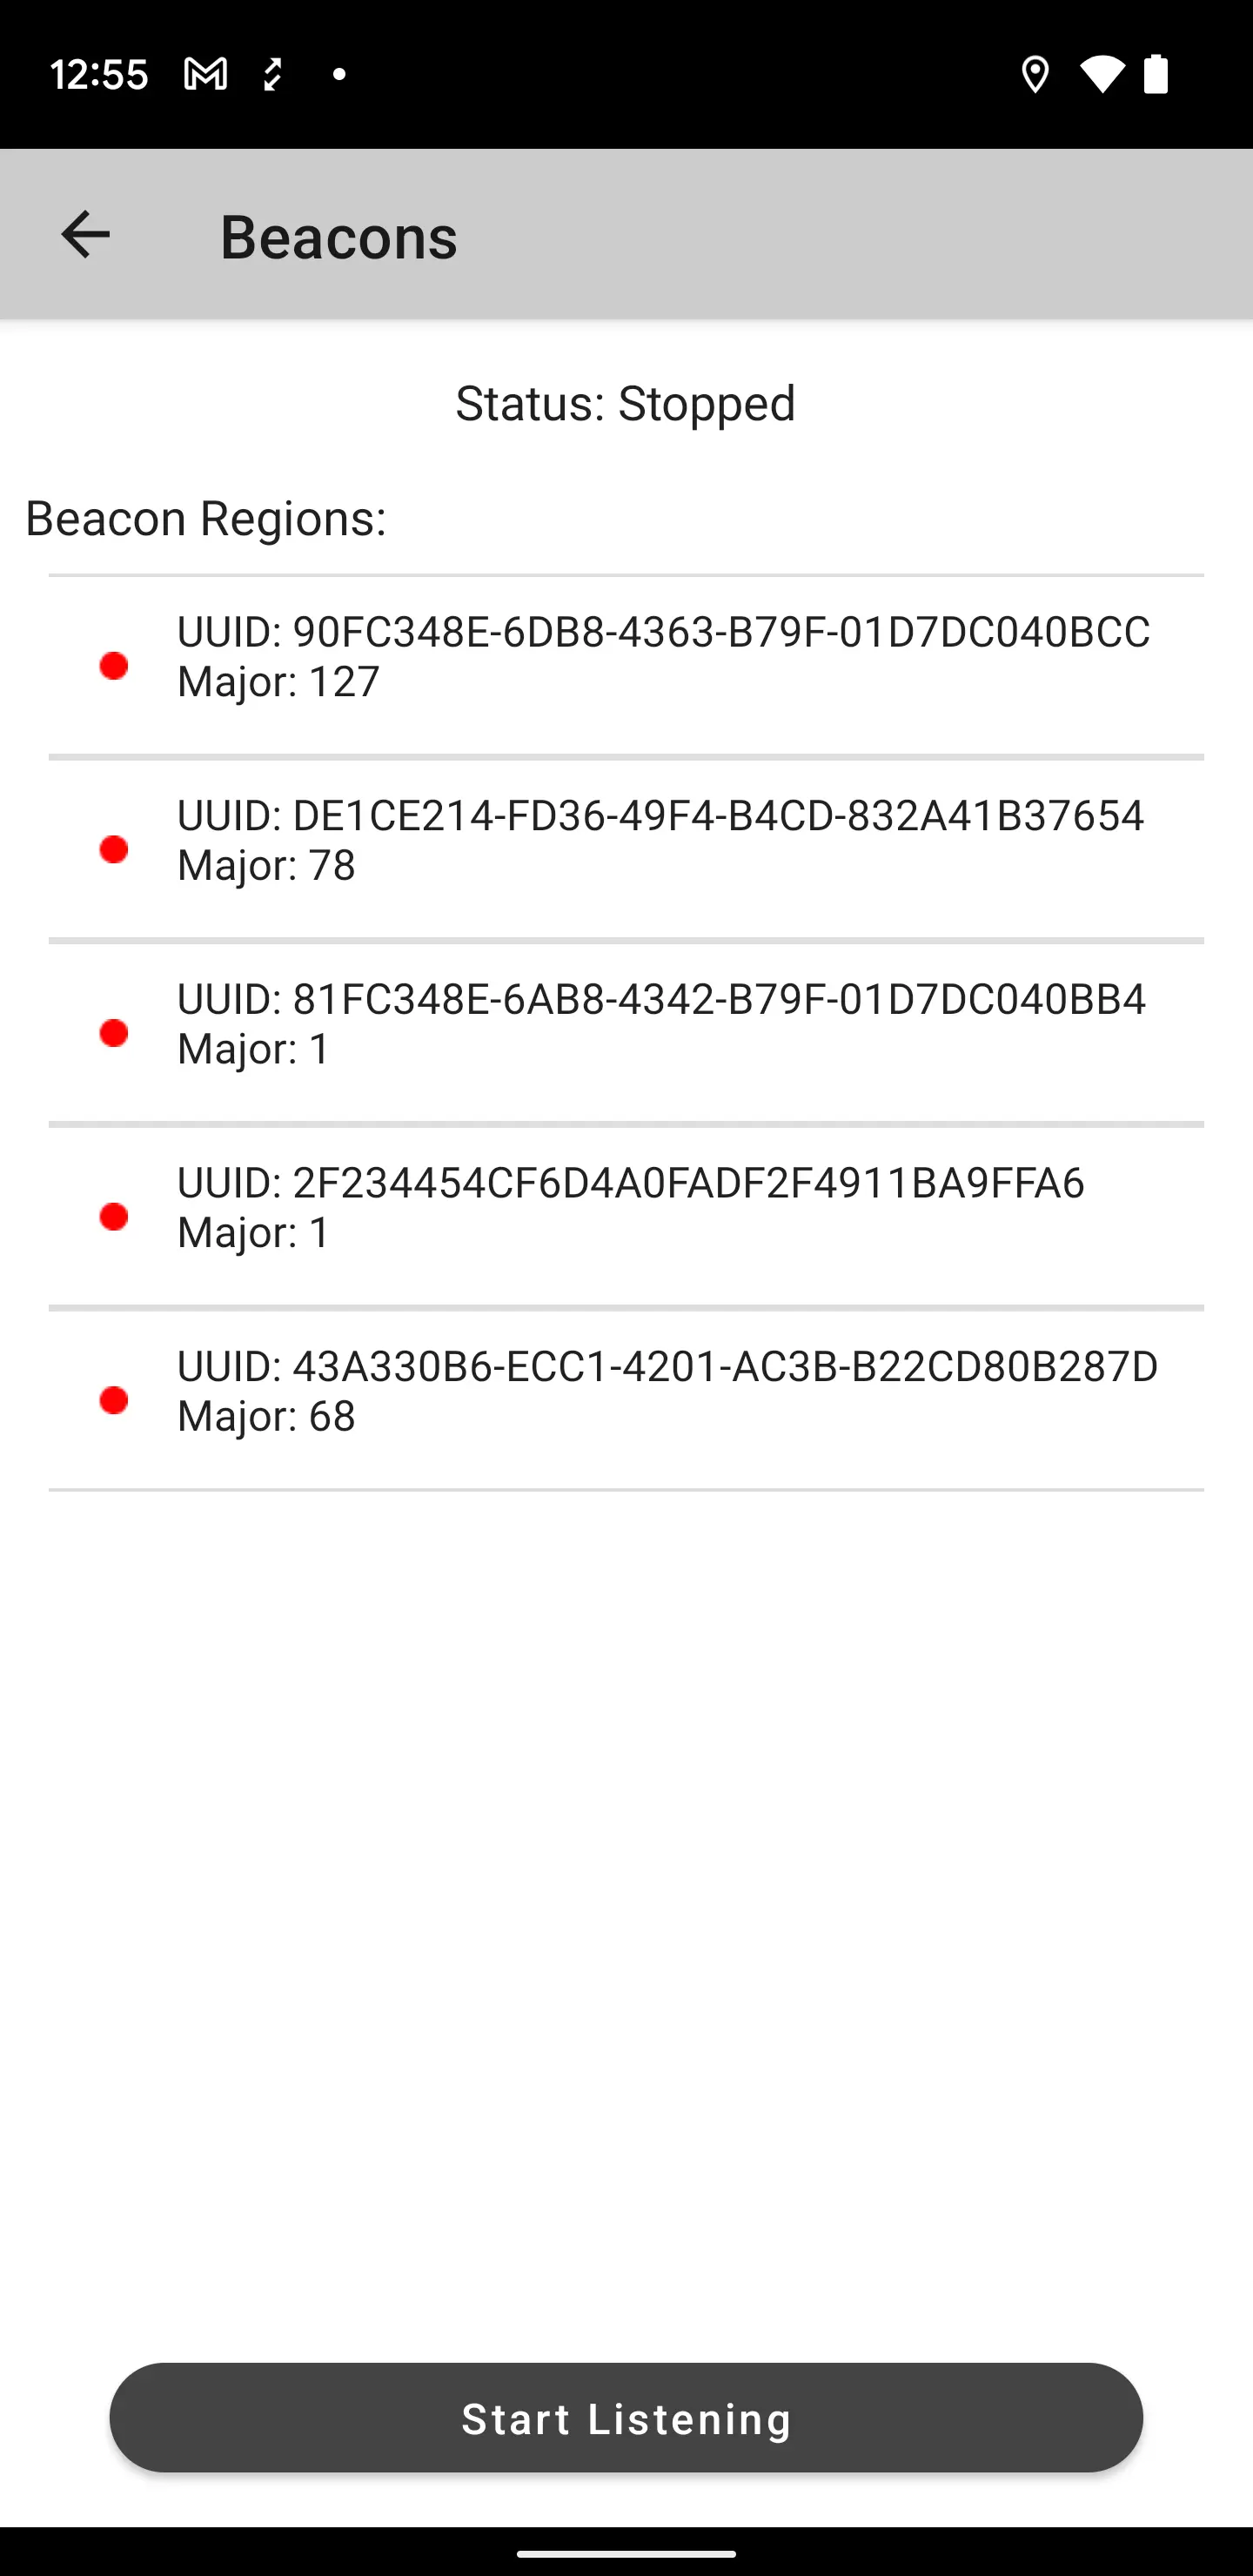 12:55
Beacons
Status: Stopped
Beacon Regions:
UUID: 90FC348E-6DB8-4363-B79F-01D7DC040BCC
Major: 127
UUID: DE1CE214-FD36-49F4-B4CD-832A41B37654
Major: 78
UUID: 81FC348E-6AB8-4342-B79F-01D7DC040BB4
Major: 1
UUID: 2F234454CF6D4A0FADF2F4911BA9FFA6
Major: 1
UUID: 43A330B6-ECC1-4201-AC3B-B22CD80B287D
Major: 68
Start Listening